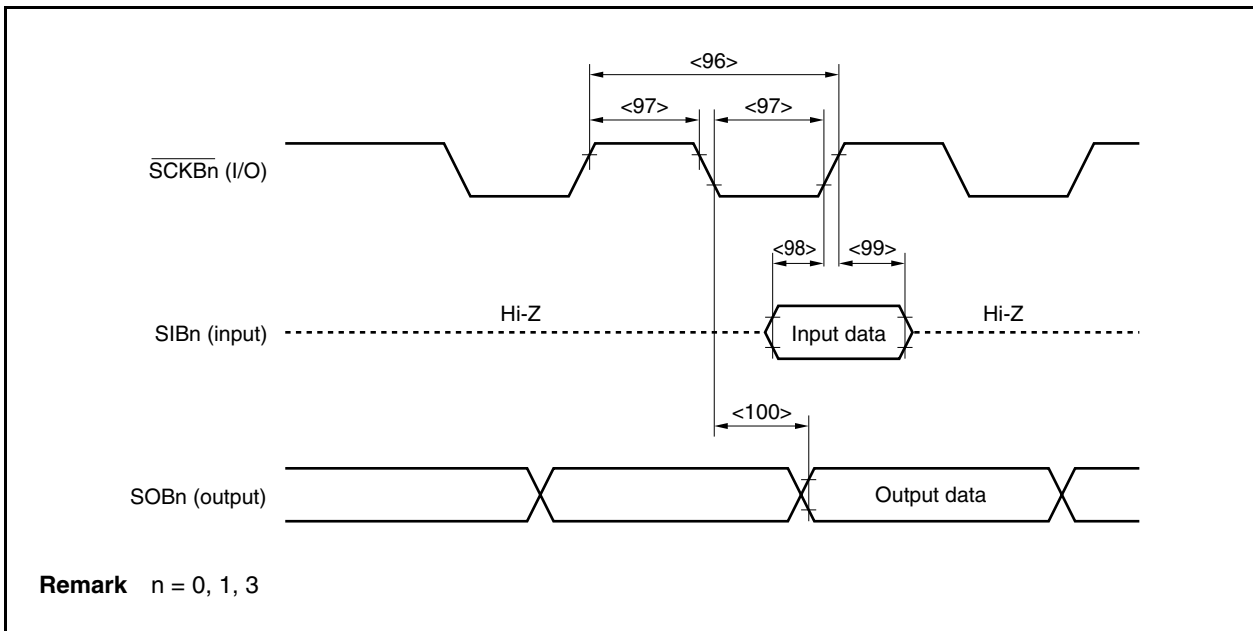 <96>
<97> <97>
SCKBn (I/O)
<98> <99>
Hi-Z Hi-Z
SIBn (input) Input data
<100>
SOBn (output) Output data
Remark n = 0, 1, 3